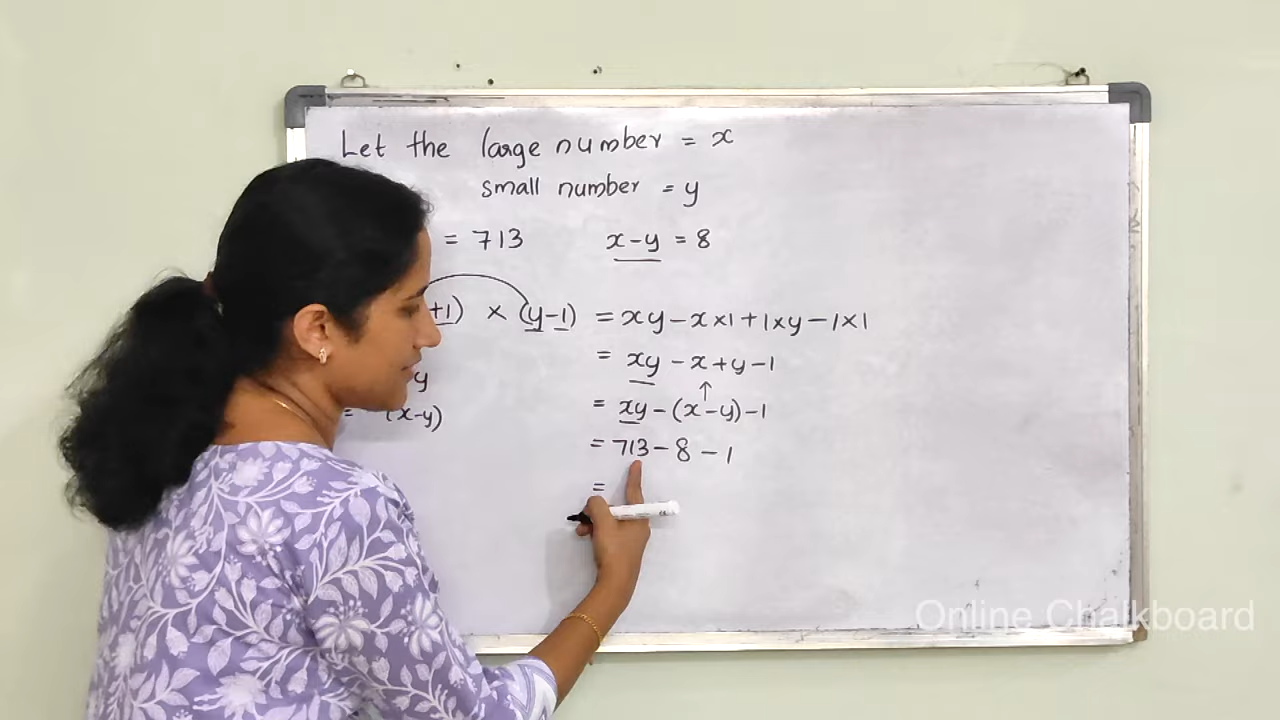 Let the large number = x
small number = y
= 713 x-y = 8
+1) × (y-1) = xy-x×1+1×y-1×1
= xy-x+y-1
y ↑
= (x-y) = xy-(x-y)-1
= 713-8-1
=
Online Chalkboard